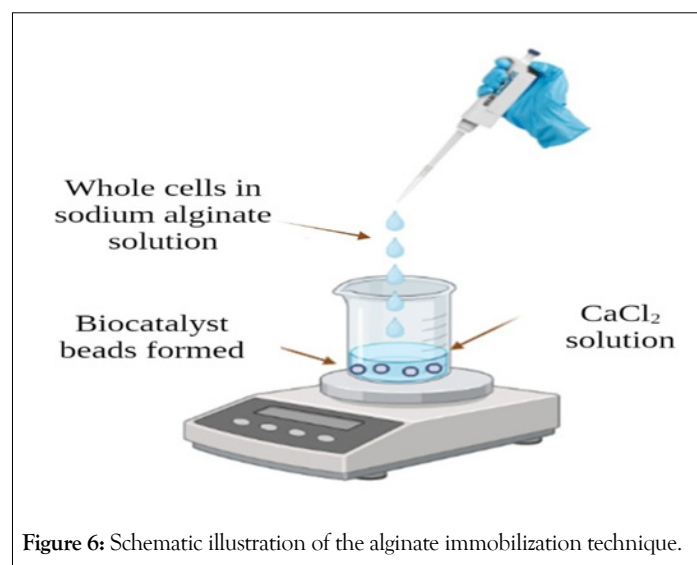 Whole cells in
sodium alginate
solution
Biocatalyst
beads formed
CaCl₂
solution
Figure 6: Schematic illustration of the alginate immobilization technique.